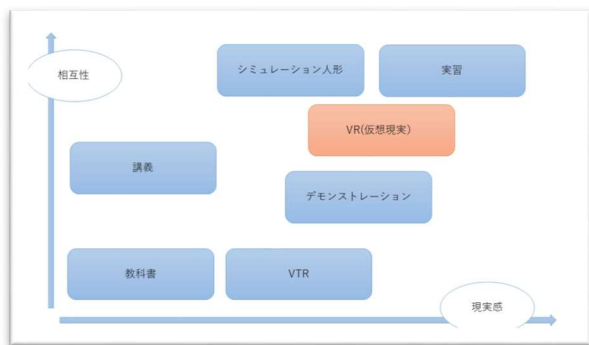 相互性
シミュレーション人形
実習
VR(仮想現実)
講義
デモンストレーション
教科書
VTR
現実感